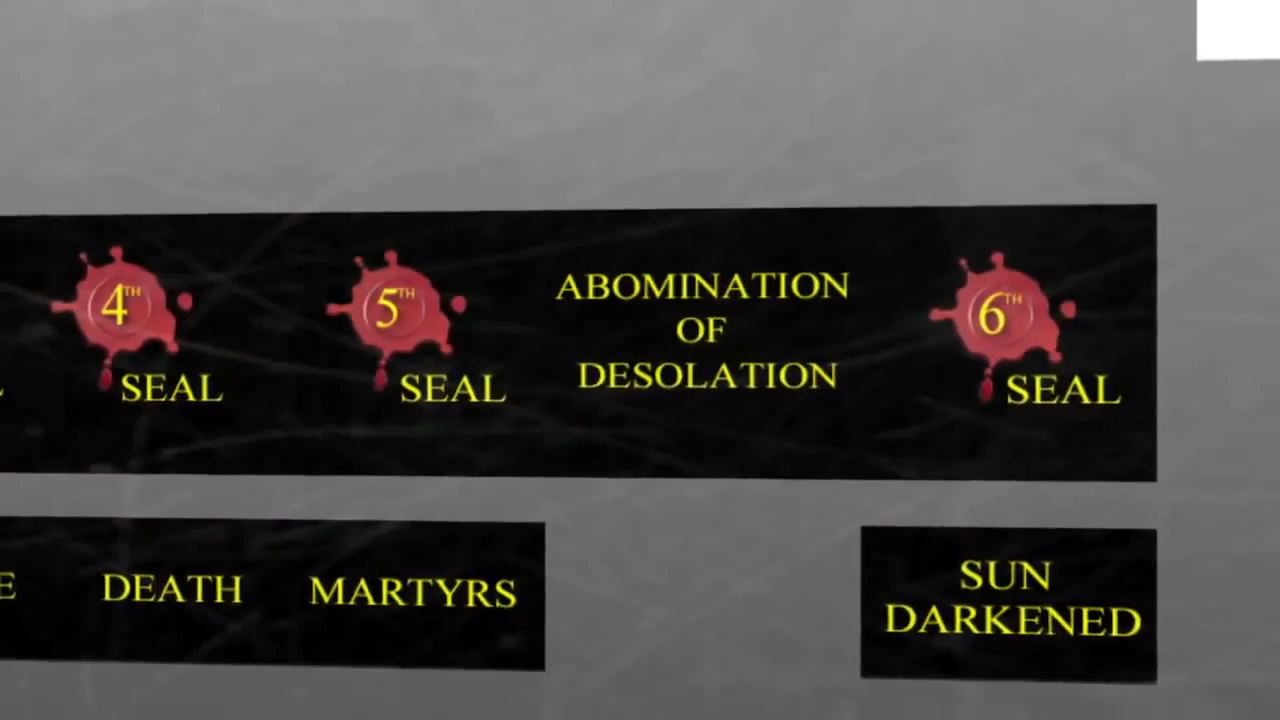 4TH
SEAL
5TH
SEAL
ABOMINATION
OF
DESOLATION
6TH
SEAL
DEATH
MARTYRS
SUN
DARKENED